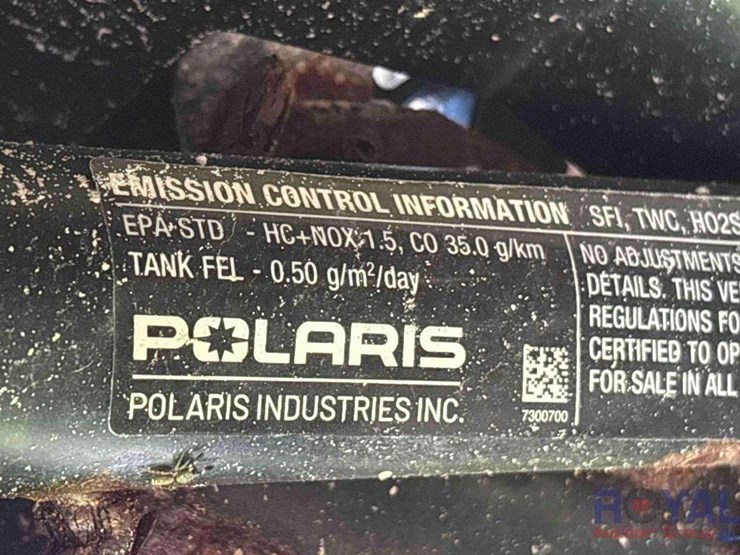 EMISSION CONTROL INFORMATION SFI, TWC, HO2S
EPA STD - HC+NOX 1.5, CO 35.0 g/km
TANK FEL - 0.50 g/m²/day
POLARIS
POLARIS INDUSTRIES INC.
7300700
NO ADJUSTMENTS
DETAILS. THIS VE
REGULATIONS FO
CERTIFIED TO OP
FOR SALE IN ALL
ROYAL